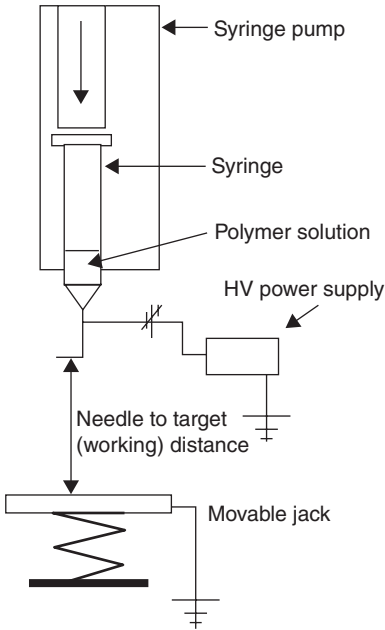 Syringe pump
Syringe
Polymer solution
HV power supply
Needle to target
(working) distance
Movable jack